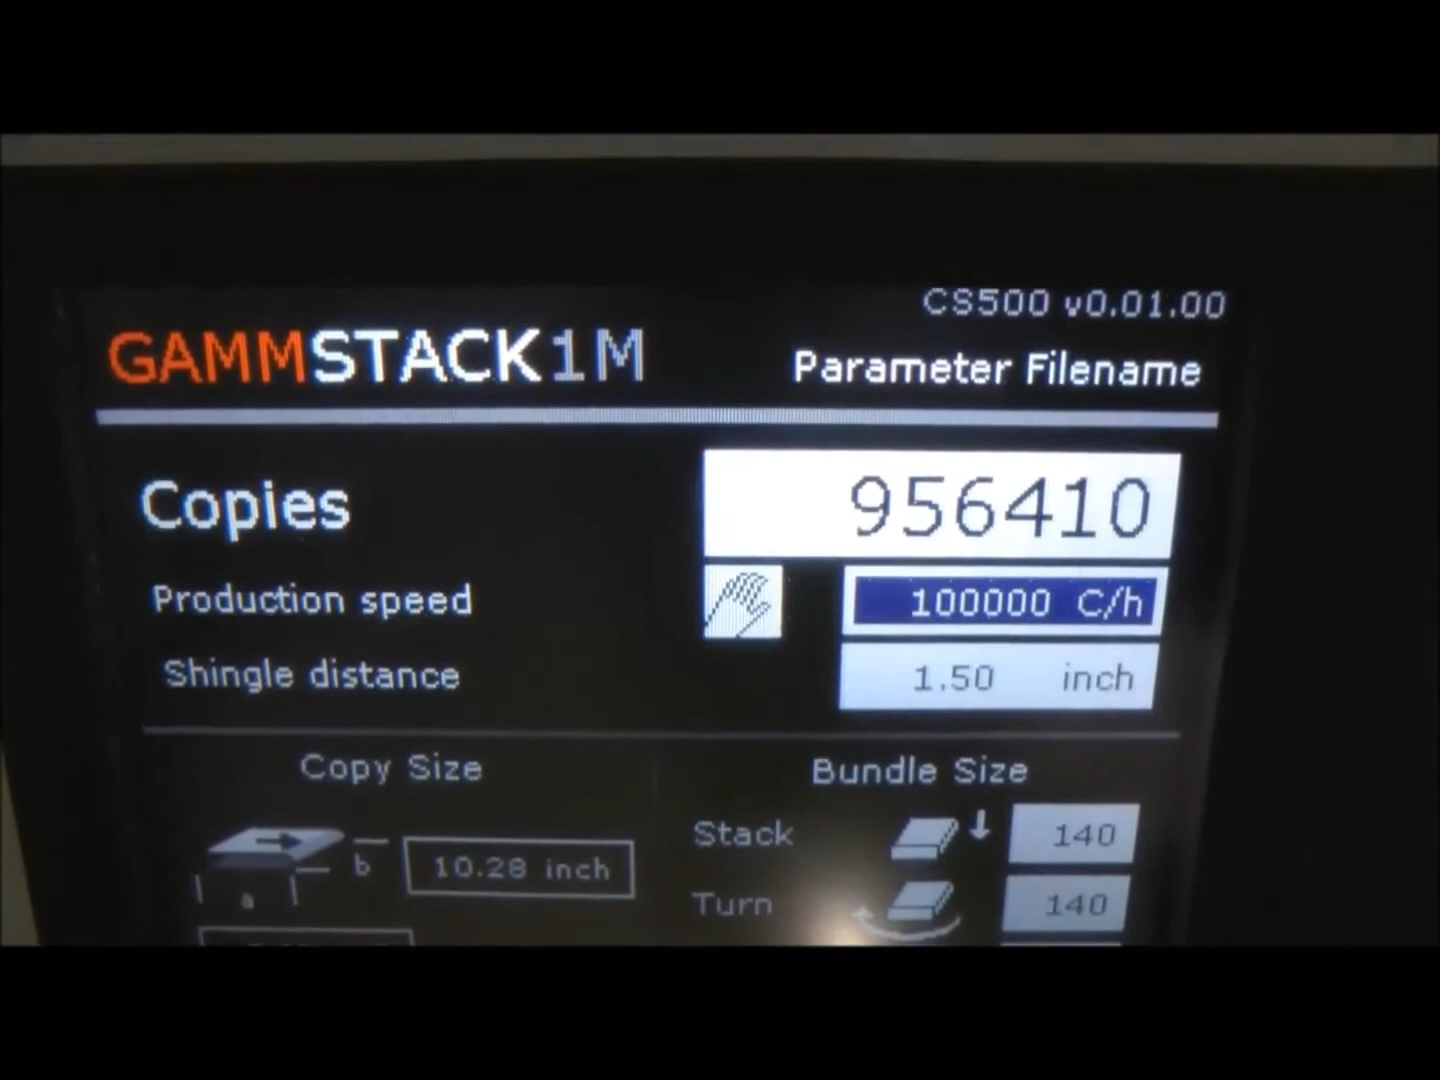 CS500 v0.01.00
GAMMSTACK1M
Parameter Filename
Copies 956410
Production speed 100000 C/h
Shingle distance 1.50 inch
Copy Size
Bundle Size
Stack 140
b 10.28 inch
a
Turn 140